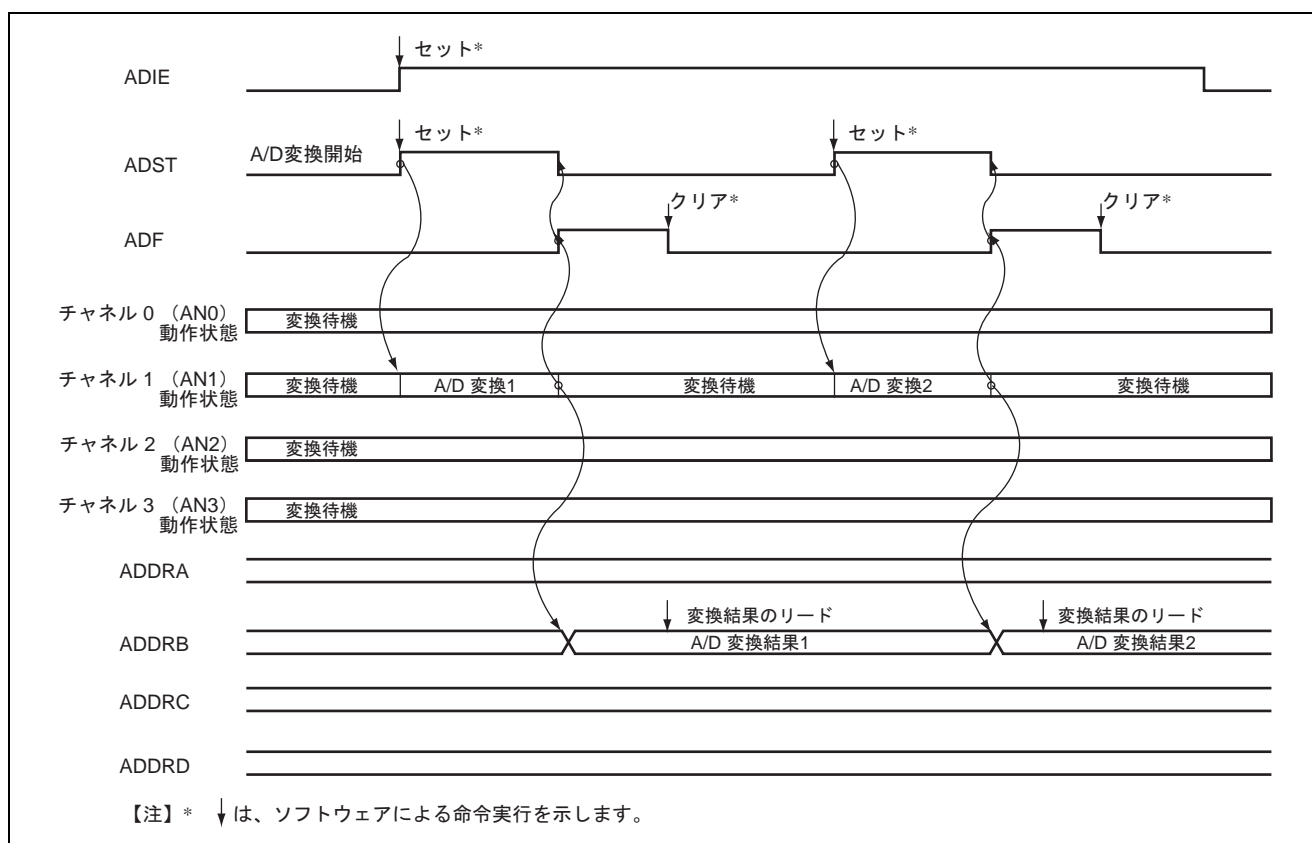 セット*
ADIE
セット*
セット*
A/D変換開始
ADST
クリア*
クリア*
ADF
チャネル 0 （AN0）
動作状態
変換待機
チャネル 1 （AN1）
動作状態
変換待機
A/D 変換1
変換待機
A/D 変換2
変換待機
チャネル 2 （AN2）
動作状態
変換待機
チャネル 3 （AN3）
動作状態
変換待機
ADDRA
変換結果のリード
変換結果のリード
ADDRB
A/D 変換結果1
A/D 変換結果2
ADDRC
ADDRD
【注】* ↓は、ソフトウェアによる命令実行を示します。